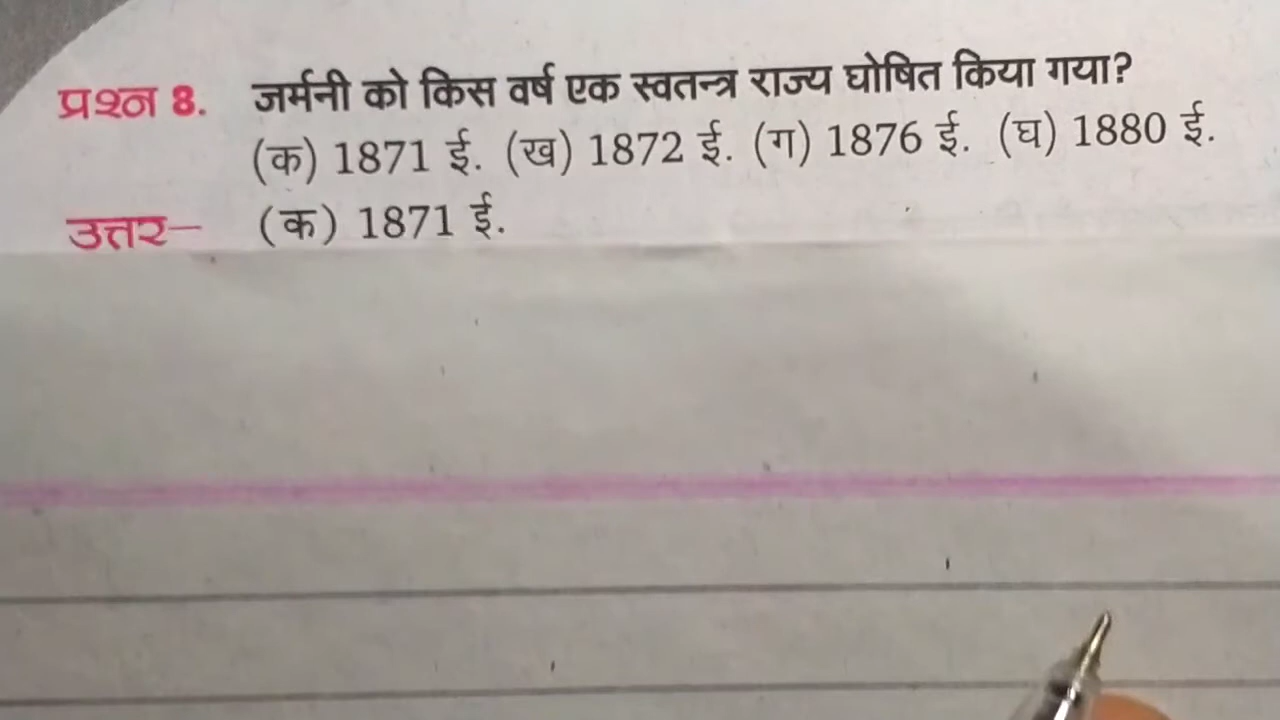 प्रश्न 8. जर्मनी को किस वर्ष एक स्वतन्त्र राज्य घोषित किया गया?
(क) 1871 ई. (ख) 1872 ई. (ग) 1876 ई. (घ) 1880 ई.
उत्तर— (क) 1871 ई.